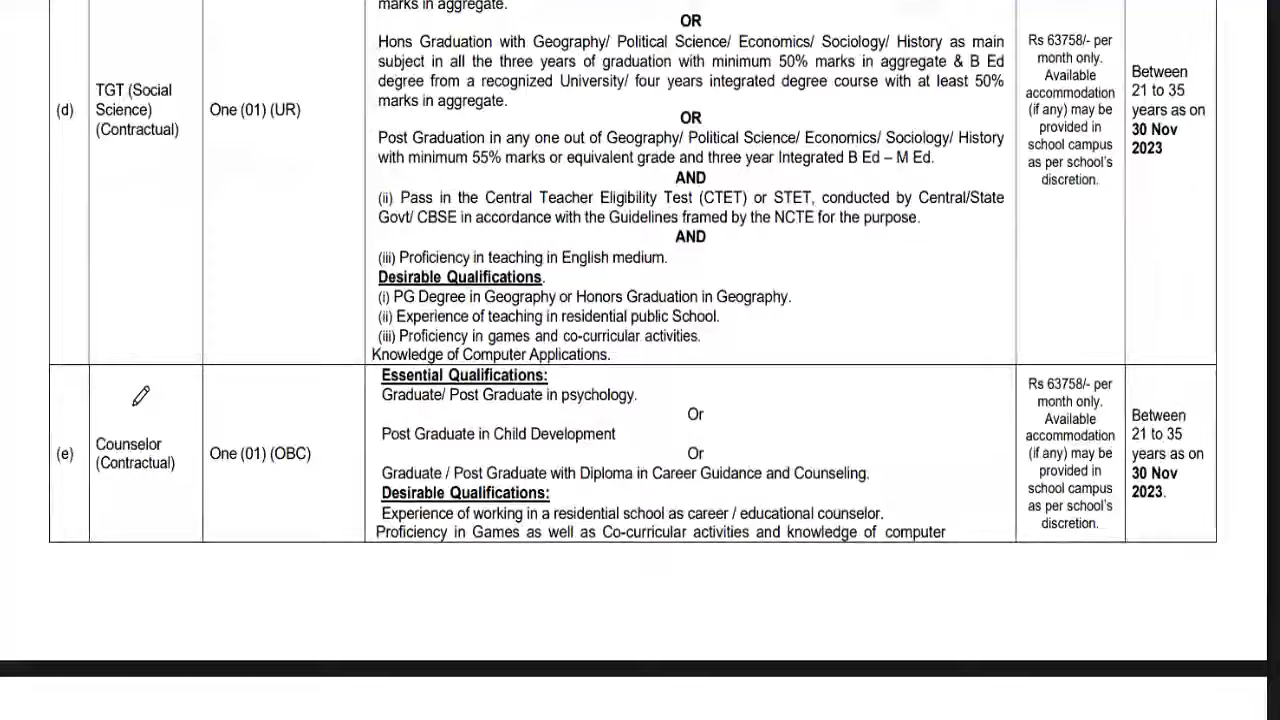 marks in aggregate.
OR
Hons Graduation with Geography/ Political Science/ Economics/ Sociology/ History as main
subject in all the three years of graduation with minimum 50% marks in aggregate & B Ed
degree from a recognized University/ four years integrated degree course with at least 50%
marks in aggregate.
OR
Post Graduation in any one out of Geography/ Political Science/ Economics/ Sociology/ History
with minimum 55% marks or equivalent grade and three year Integrated B Ed – M Ed.
AND
(ii) Pass in the Central Teacher Eligibility Test (CTET) or STET, conducted by Central/State
Govt/ CBSE in accordance with the Guidelines framed by the NCTE for the purpose.
AND
(iii) Proficiency in teaching in English medium.
Desirable Qualifications.
(i) PG Degree in Geography or Honors Graduation in Geography.
(ii) Experience of teaching in residential public School.
(iii) Proficiency in games and co-curricular activities.
Knowledge of Computer Applications.
(d)
TGT (Social
Science)
(Contractual)
One (01) (UR)
Rs 63758/- per
month only.
Available
accommodation
(if any) may be
provided in
school campus
as per school's
discretion.
Between
21 to 35
years as on
30 Nov
2023
(e)
Counselor
(Contractual)
One (01) (OBC)
Essential Qualifications:
Graduate/ Post Graduate in psychology.
Or
Post Graduate in Child Development
Or
Graduate / Post Graduate with Diploma in Career Guidance and Counseling.
Desirable Qualifications:
Experience of working in a residential school as career / educational counselor.
Proficiency in Games as well as Co-curricular activities and knowledge of computer
Rs 63758/- per
month only.
Available
accommodation
(if any) may be
provided in
school campus
as per school's
discretion.
Between
21 to 35
years as on
30 Nov
2023.